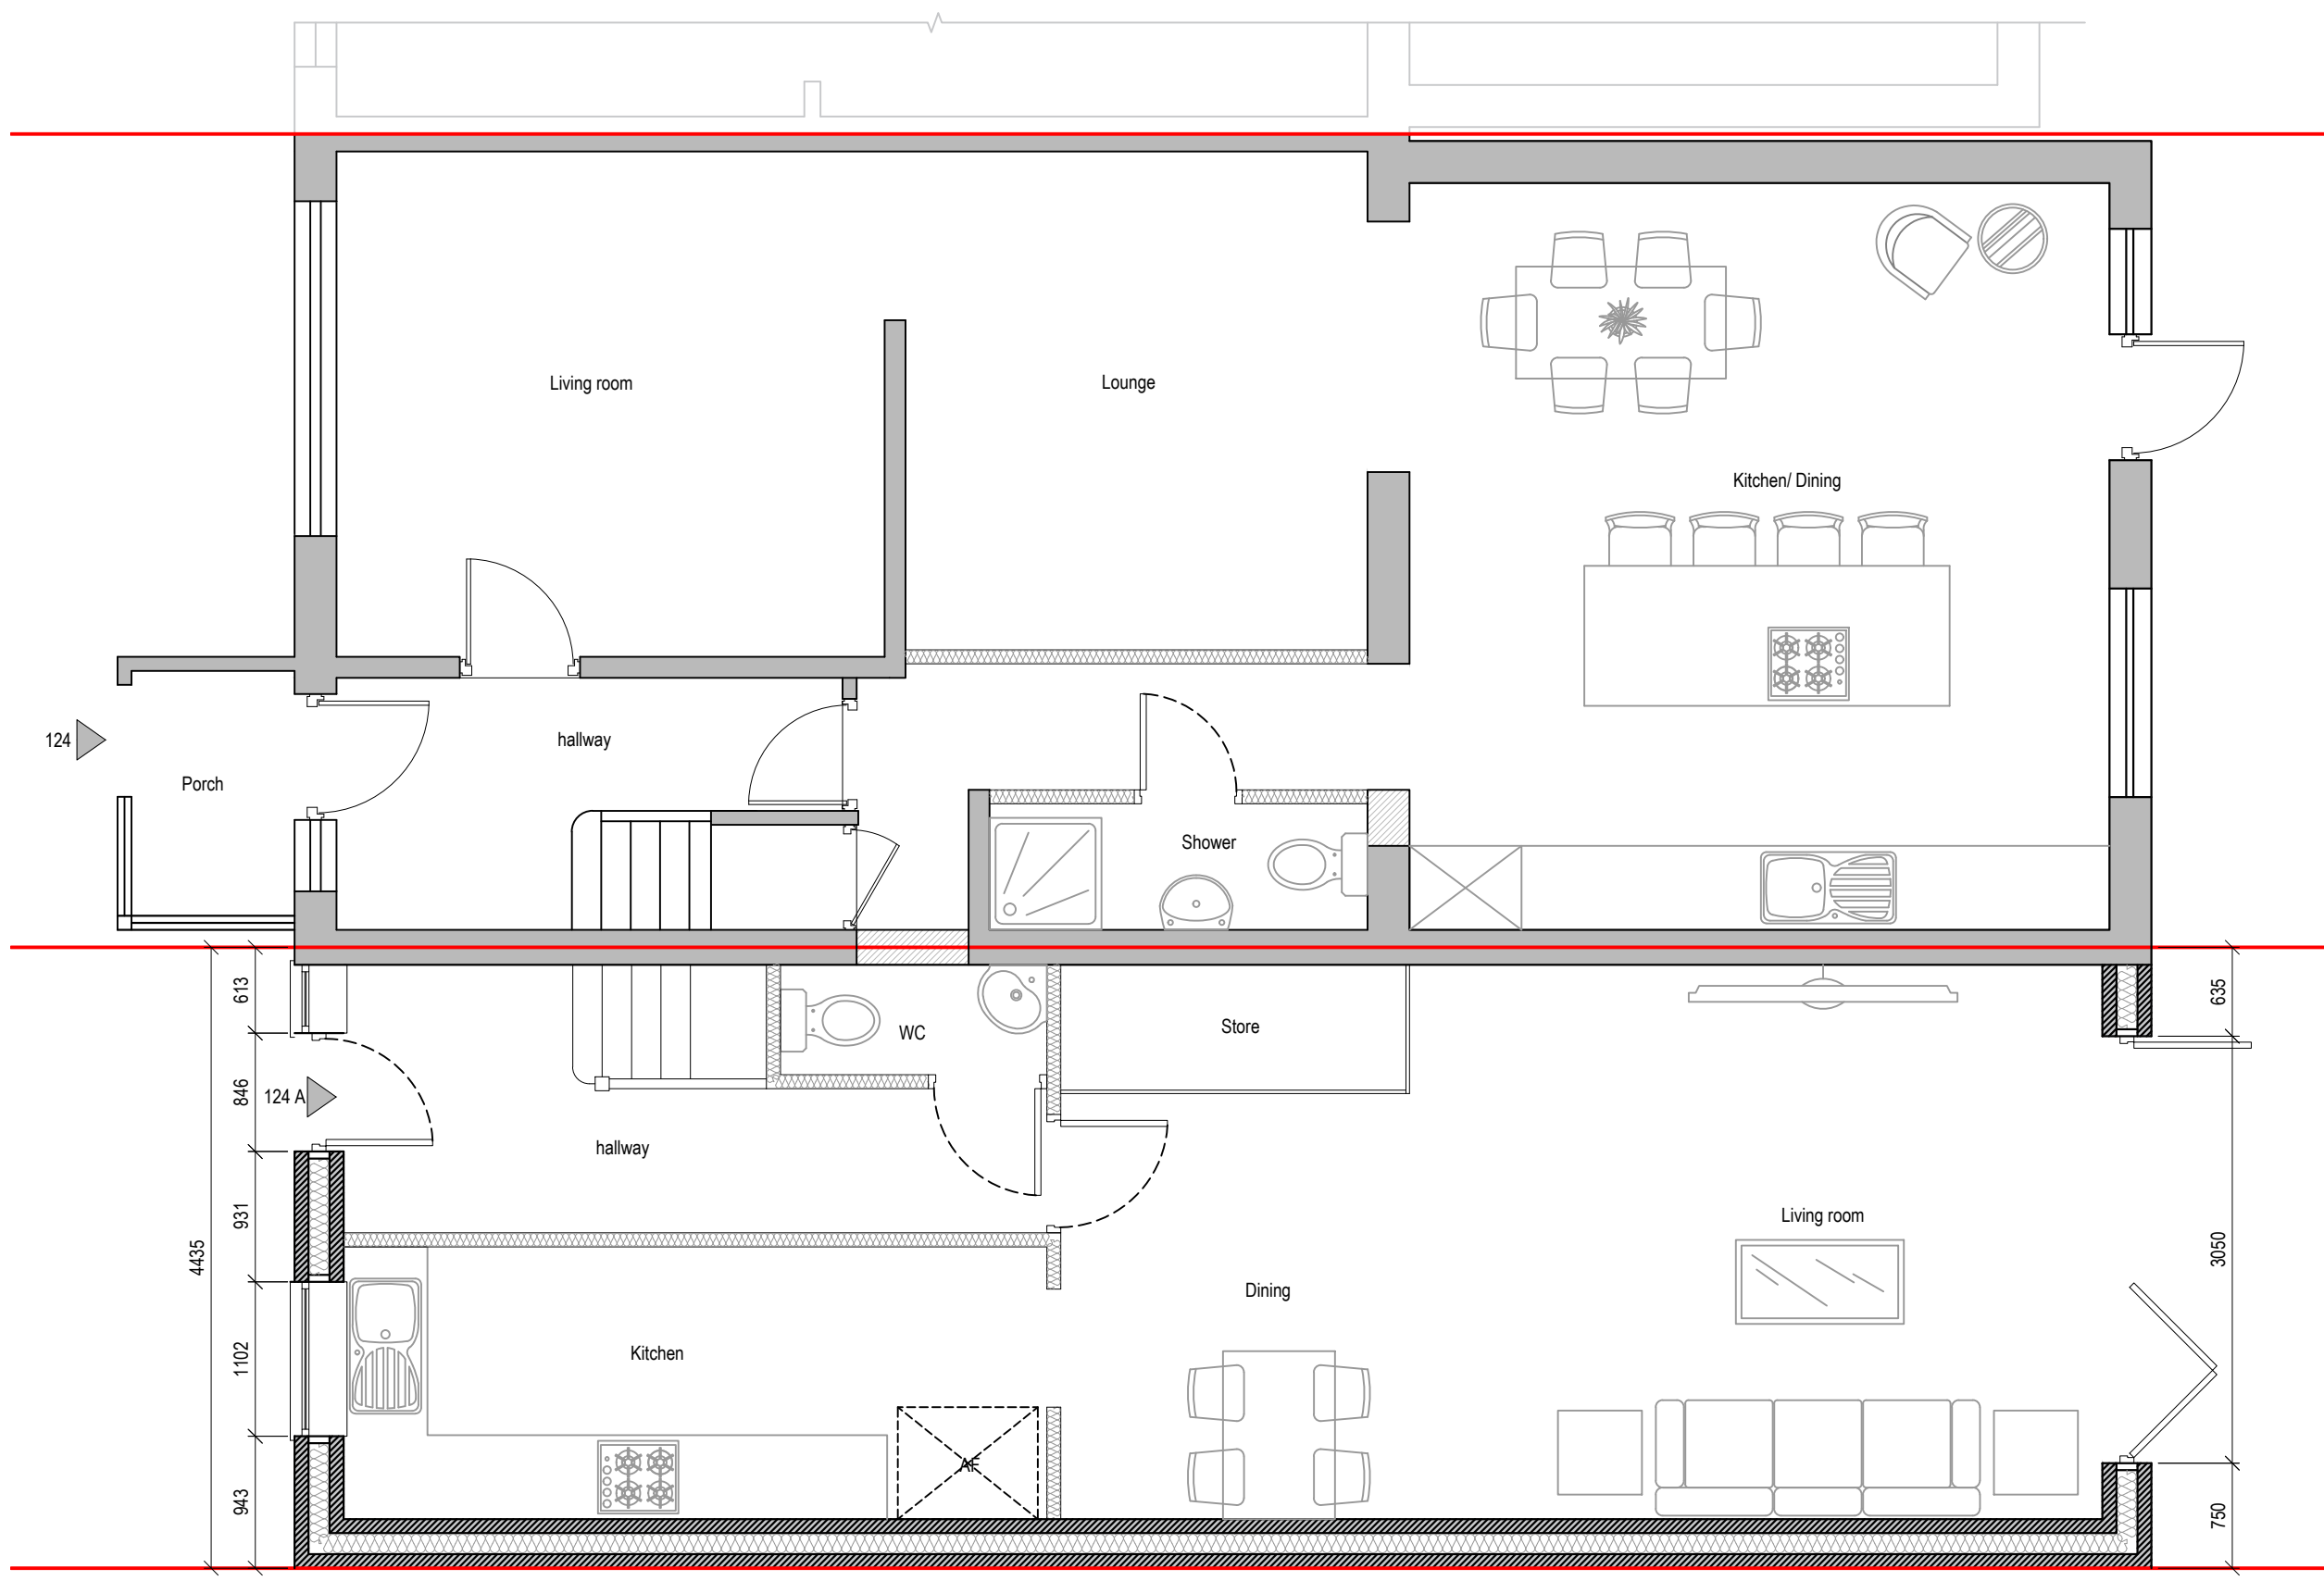 Living room
Lounge
Kitchen/ Dining
124
hallway
Porch
Shower
613
635
WC
Store
846
124 A
hallway
931
Living room
4435
3050
Dining
1102
Kitchen
AF
943
750